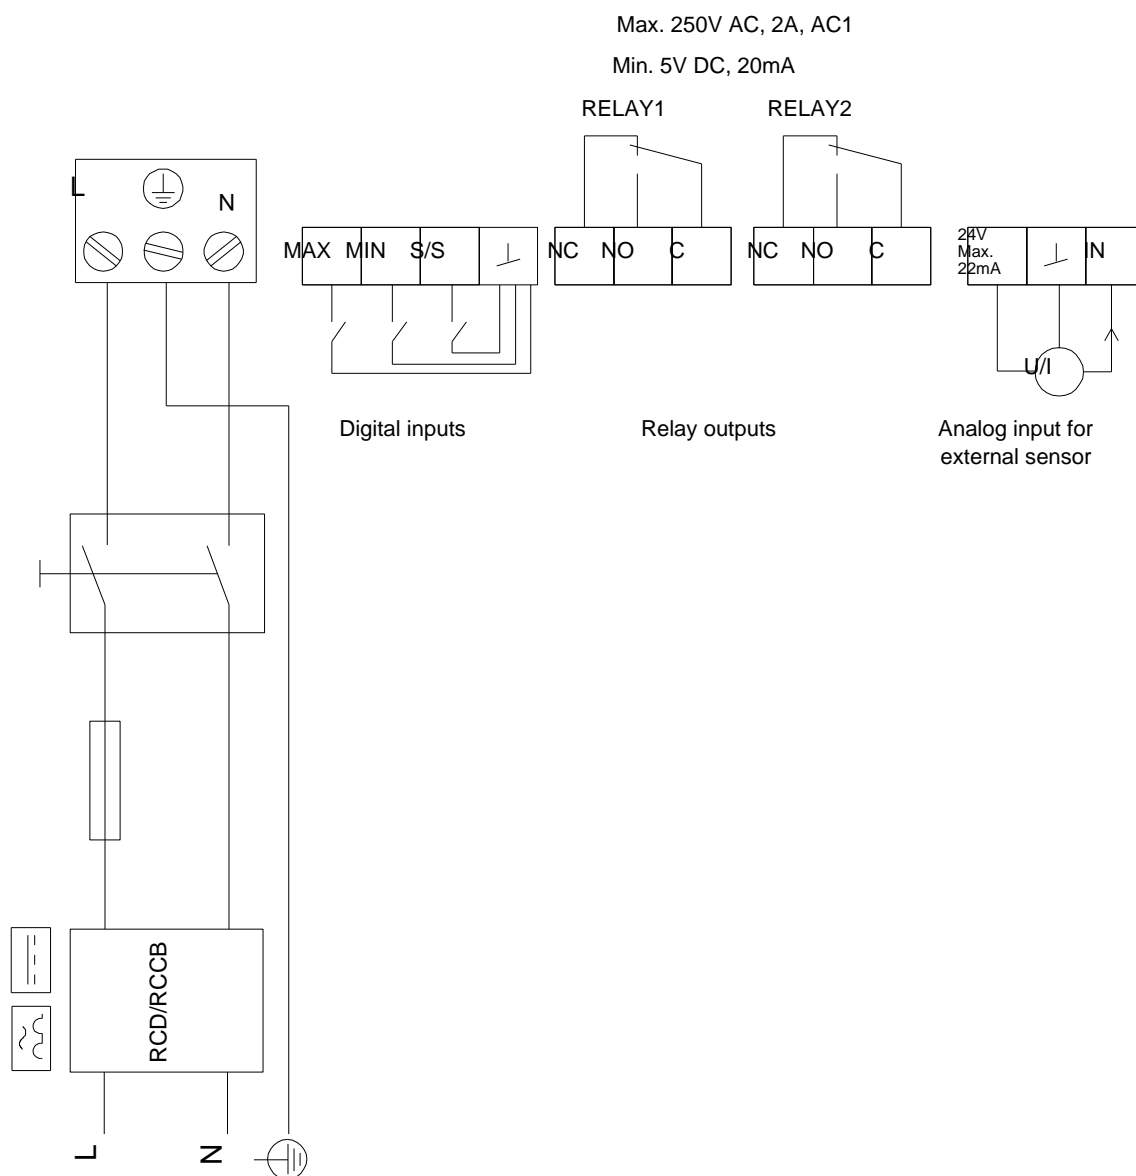 Max. 250V AC, 2A, AC1
Min. 5V DC, 20mA
RELAY1 RELAY2
L N
MAX MIN S/S NC NO C NC NO C 24V Max. 22mA IN
U/I
Digital inputs
Relay outputs
Analog input for
external sensor
RCD/RCCB
L N